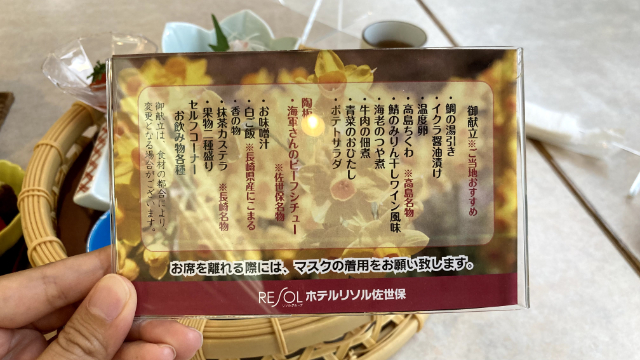 御献立※ご当地おすすめ
・鯛の湯引き
・イクラ醤油漬け
・温度卵
・高島ちくわ ※高島名物
・鯖のみりん干しワイン風味
・海老のつや煮
・牛肉の佃煮
・青菜のおひたし
・ポテトサラダ
陶板
・海軍さんのビーフシチュー
※佐世保名物
・お味噌汁
・白ご飯 ※長崎県産にこまる
・香の物
・抹茶カステラ ※長崎名物
・果物二種盛り
セルフコーナー
お飲み物各種
御献立は、食材の都合により、
変更となる場合がございます。
お席を離れる際には、マスクの着用をお願い致します。
RESOL ホテルリソル佐世保